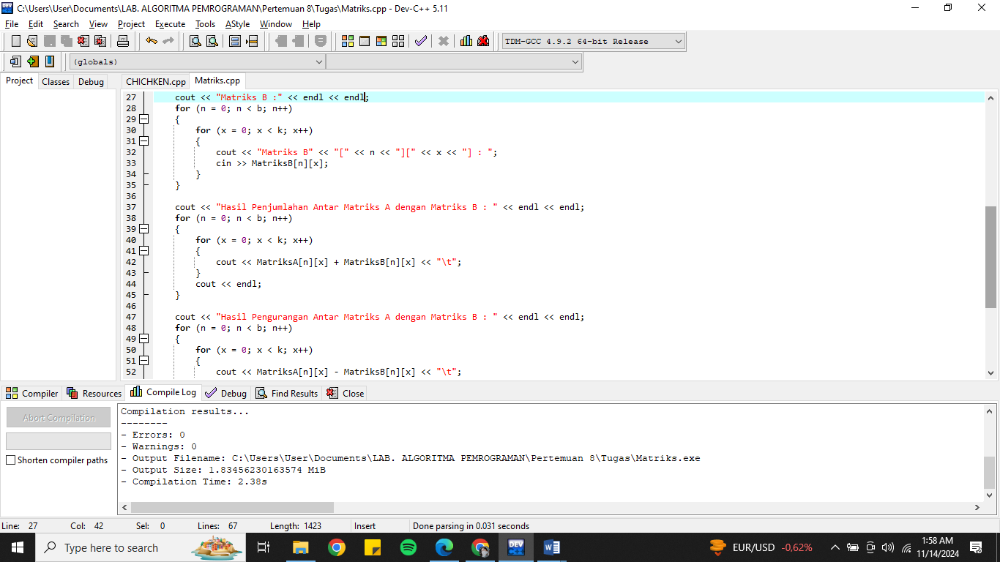 C:\Users\User\Documents\LAB. ALGORITMA PEMROGRAMAN\Pertemuan 8\Tugas\Matriks.cpp - Dev-C++ 5.11
File Edit Search View Project Execute Tools AStyle Window Help
TDM-GCC 4.9.2 64-bit Release
(globals)
Project Classes Debug CHICHKEN.cpp Matriks.cpp
27 cout << "Matriks B :" << endl << endl;
28 for (n = 0; n < b; n++)
29 {
30 for (x = 0; x < k; x++)
31 {
32 cout << "Matriks B" << "[" << n << "][" << x << "] : ";
33 cin >> MatriksB[n][x];
34 }
35 }
36
37 cout << "Hasil Penjumlahan Antar Matriks A dengan Matriks B : " << endl << endl;
38 for (n = 0; n < b; n++)
39 {
40 for (x = 0; x < k; x++)
41 {
42 cout << MatriksA[n][x] + MatriksB[n][x] << "\t";
43 }
44 cout << endl;
45 }
46
47 cout << "Hasil Pengurangan Antar Matriks A dengan Matriks B : " << endl << endl;
48 for (n = 0; n < b; n++)
49 {
50 for (x = 0; x < k; x++)
51 {
52 cout << MatriksA[n][x] - MatriksB[n][x] << "\t";
Compiler Resources Compile Log Debug Find Results Close
Abort Compilation
Shorten compiler paths
Compilation results...
--------
- Errors: 0
- Warnings: 0
- Output Filename: C:\Users\User\Documents\LAB. ALGORITMA PEMROGRAMAN\Pertemuan 8\Tugas\Matriks.exe
- Output Size: 1.83456230163574 MiB
- Compilation Time: 2.38s
Line: 27 Col: 42 Sel: 0 Lines: 67 Length: 1423 Insert Done parsing in 0.031 seconds
Type here to search
DEV
EUR/USD -0,62%
1:58 AM
11/14/2024